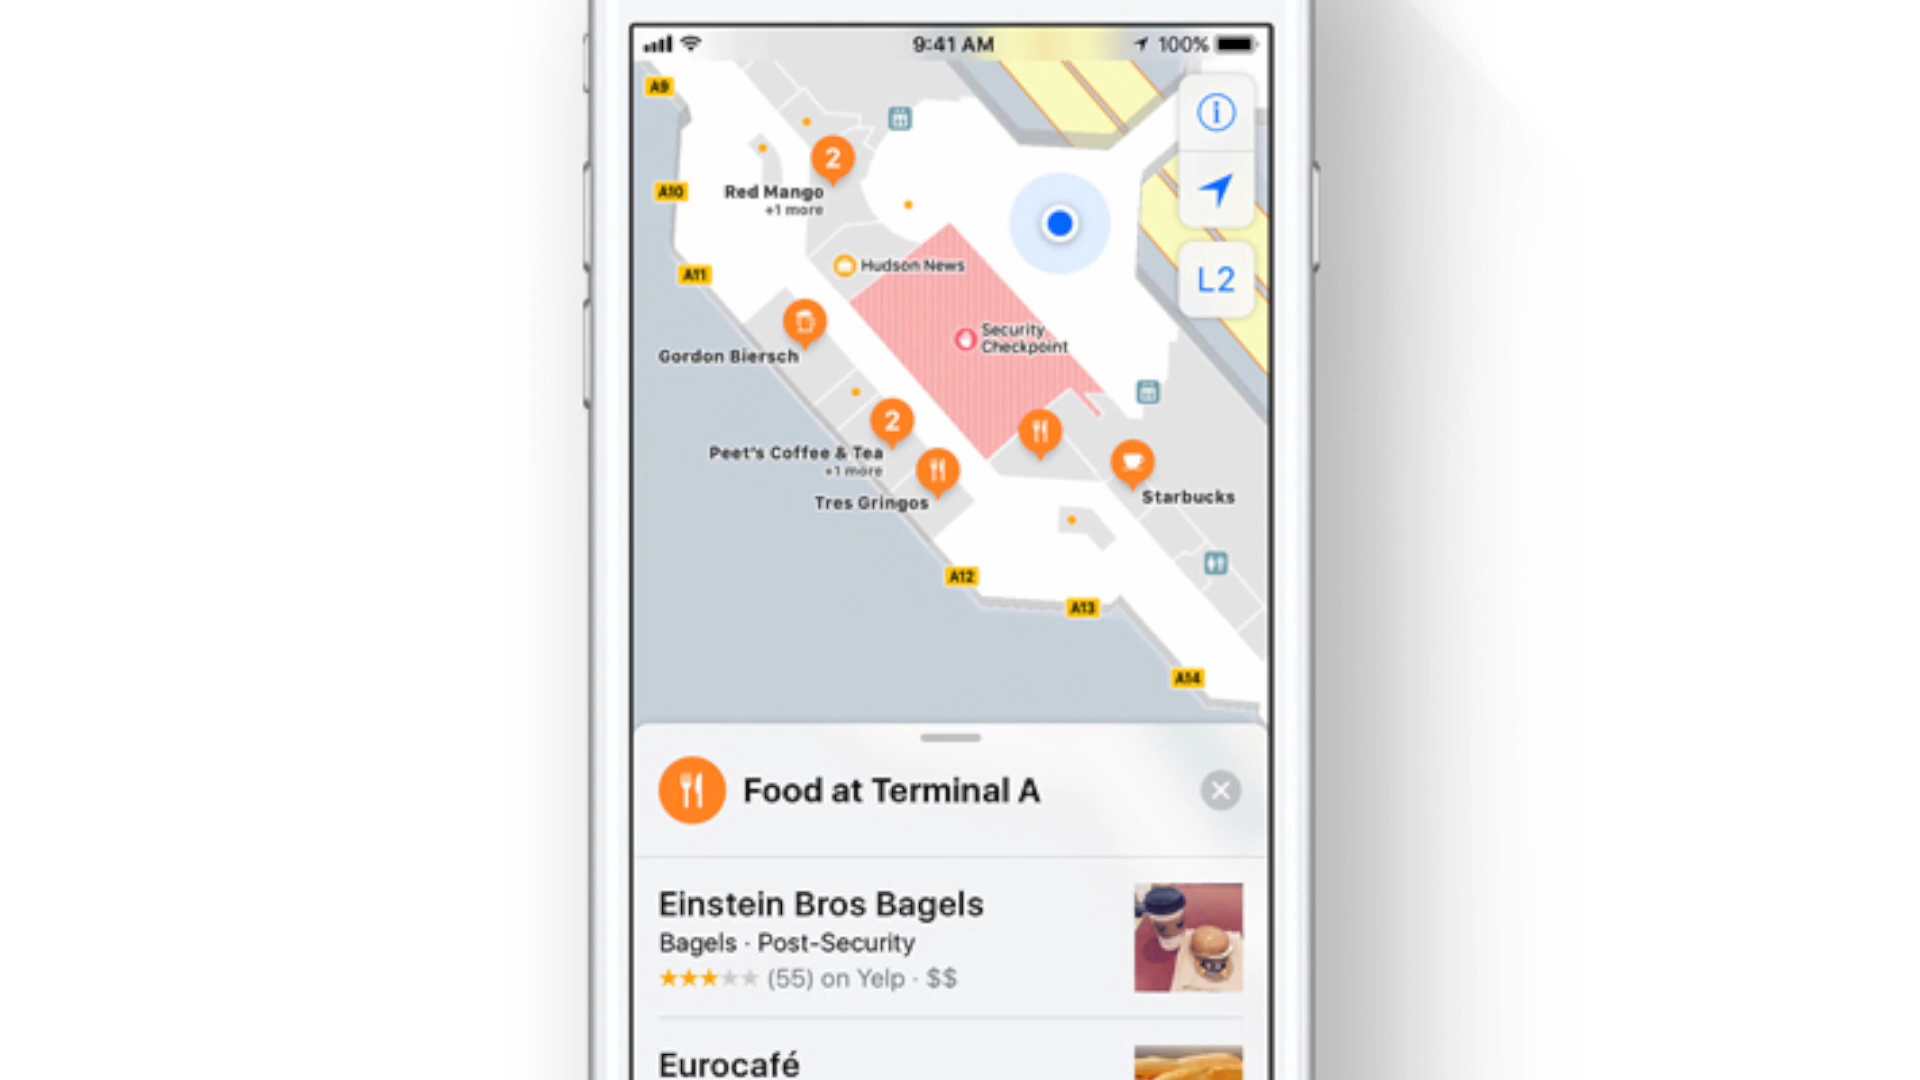 9:41 AM
100%
A9
2
Red Mango
+1 more
A10
Hudson News
A11
L2
Security
Checkpoint
Gordon Biersch
2
Peet's Coffee & Tea
+1 more
Tres Gringos
Starbucks
A12
A13
A14
Food at Terminal A
Einstein Bros Bagels
Bagels · Post-Security
(55) on Yelp · $$
Eurocafé